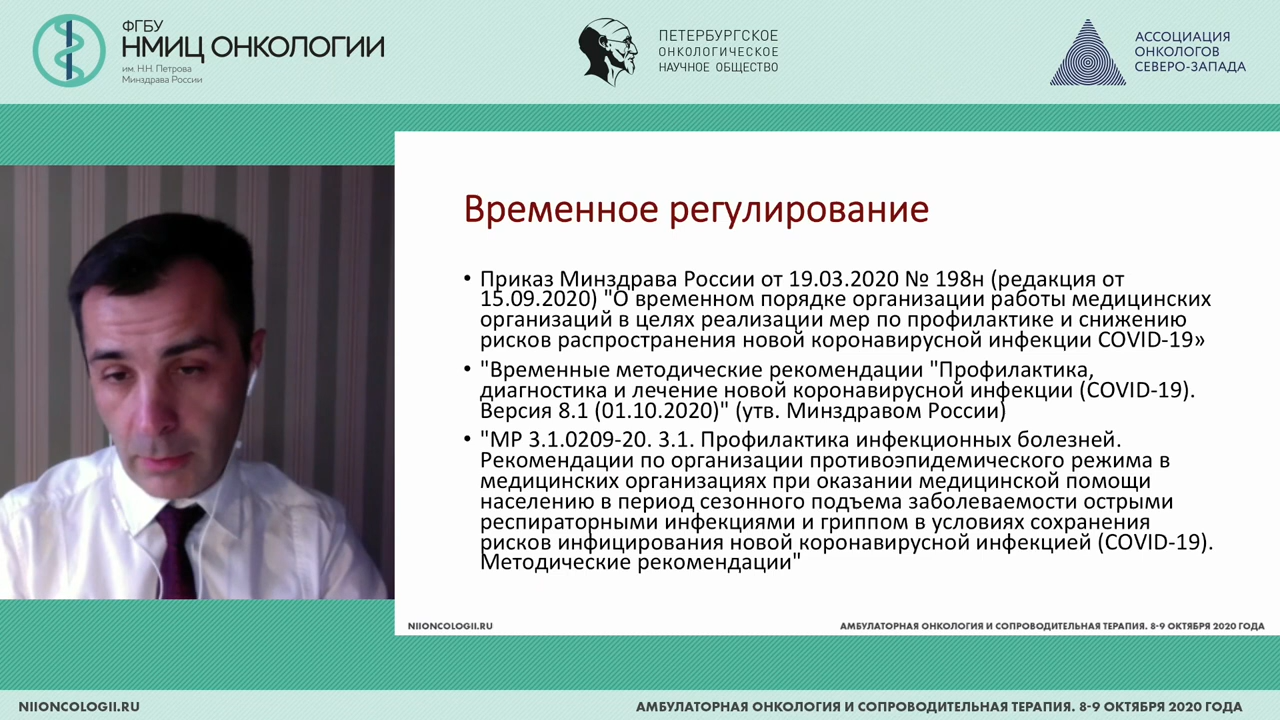 ФГБУ
НМИЦ ОНКОЛОГИИ
им. Н.Н. Петрова
Минздрава России
ПЕТЕРБУРГСКОЕ
ОНКОЛОГИЧЕСКОЕ
НАУЧНОЕ ОБЩЕСТВО
АССОЦИАЦИЯ
ОНКОЛОГОВ
СЕВЕРО-ЗАПАДА
Временное регулирование
• Приказ Минздрава России от 19.03.2020 № 198н (редакция от
15.09.2020) "О временном порядке организации работы медицинских
организаций в целях реализации мер по профилактике и снижению
рисков распространения новой коронавирусной инфекции COVID-19»
• "Временные методические рекомендации "Профилактика,
диагностика и лечение новой коронавирусной инфекции (COVID-19).
Версия 8.1 (01.10.2020)" (утв. Минздравом России)
• "МР 3.1.0209-20. 3.1. Профилактика инфекционных болезней.
Рекомендации по организации противоэпидемического режима в
медицинских организациях при оказании медицинской помощи
населению в период сезонного подъема заболеваемости острыми
респираторными инфекциями и гриппом в условиях сохранения
рисков инфицирования новой коронавирусной инфекцией (COVID-19).
Методические рекомендации"
NIIONCOLOGII.RU
АМБУЛАТОРНАЯ ОНКОЛОГИЯ И СОПРОВОДИТЕЛЬНАЯ ТЕРАПИЯ. 8-9 ОКТЯБРЯ 2020 ГОДА
NIIONCOLOGII.RU
АМБУЛАТОРНАЯ ОНКОЛОГИЯ И СОПРОВОДИТЕЛЬНАЯ ТЕРАПИЯ. 8-9 ОКТЯБРЯ 2020 ГОДА